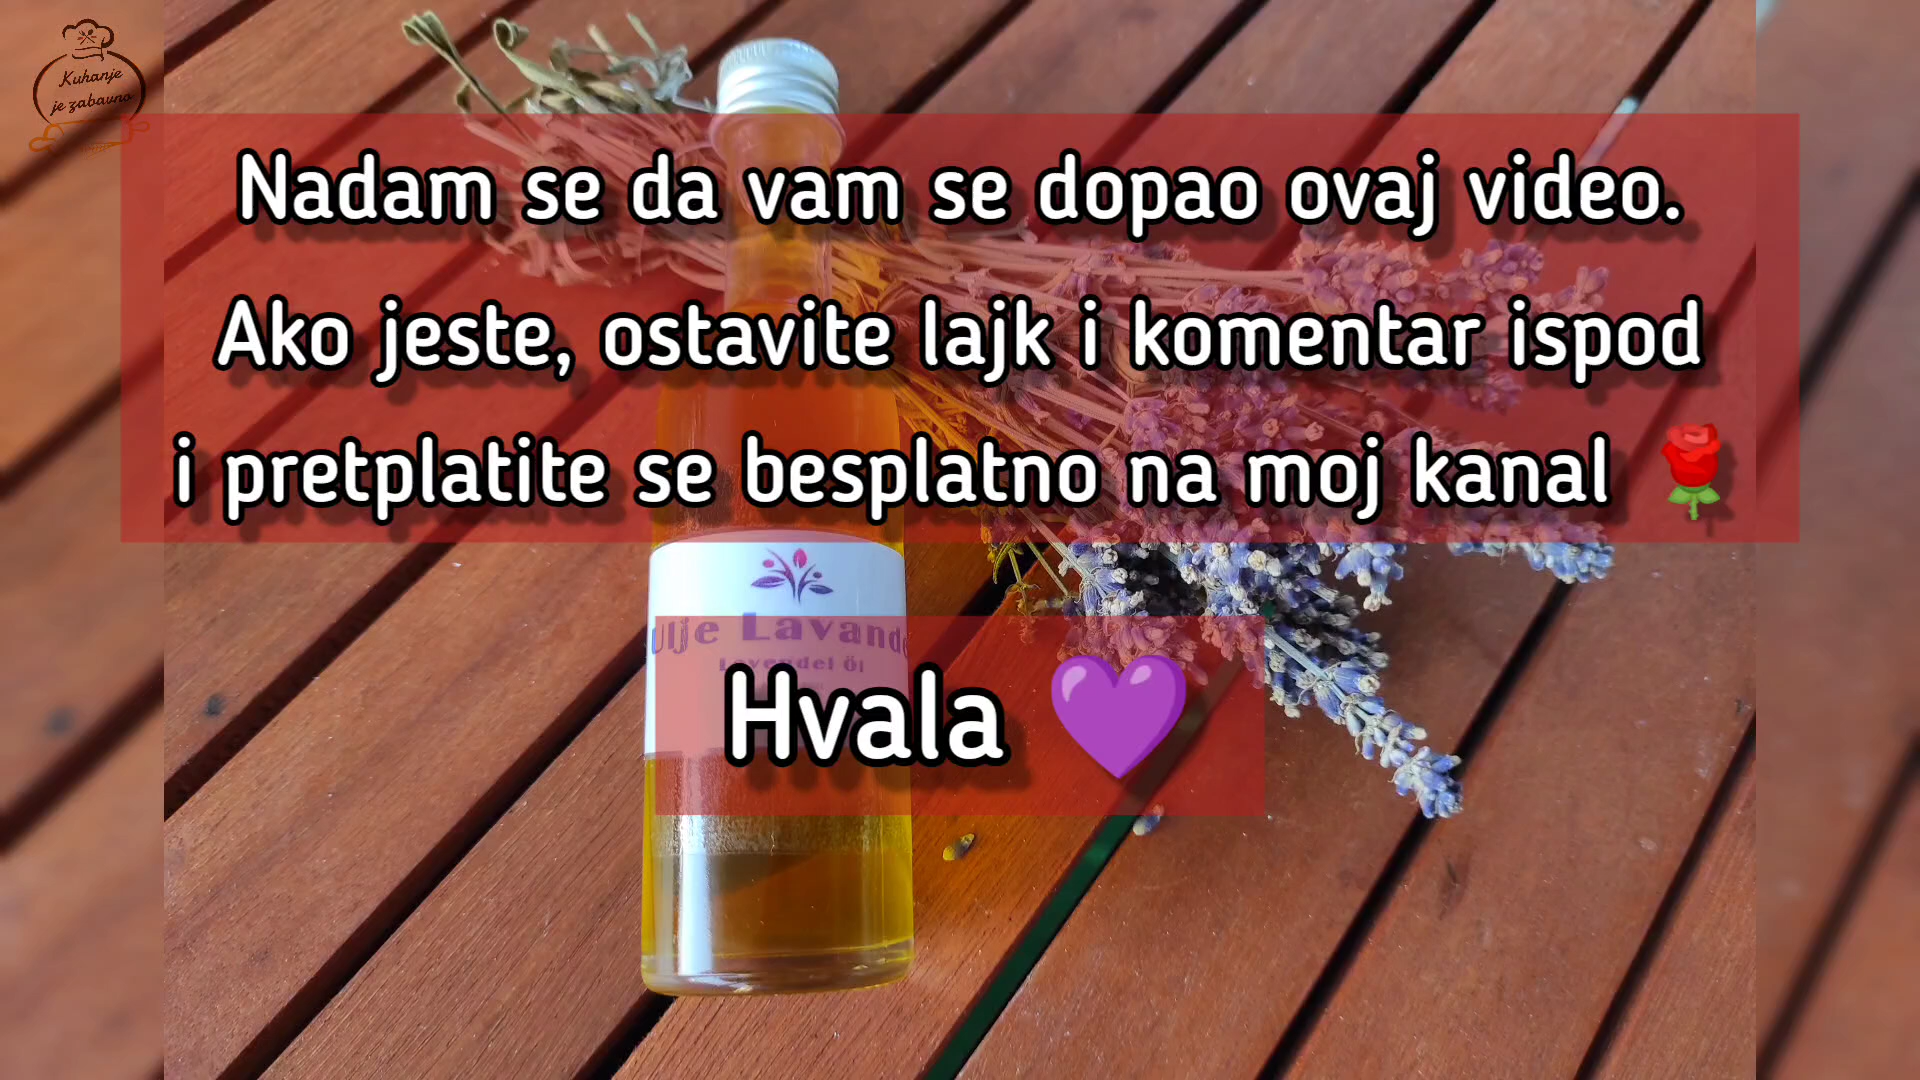 Kuhanje
je zabavno
Nadam se da vam se dopao ovaj video.
Ako jeste, ostavite lajk i komentar ispod
i pretplatite se besplatno na moj kanal 🌹
Ulje Lavande
Lavendel Öl
Hvala 💜